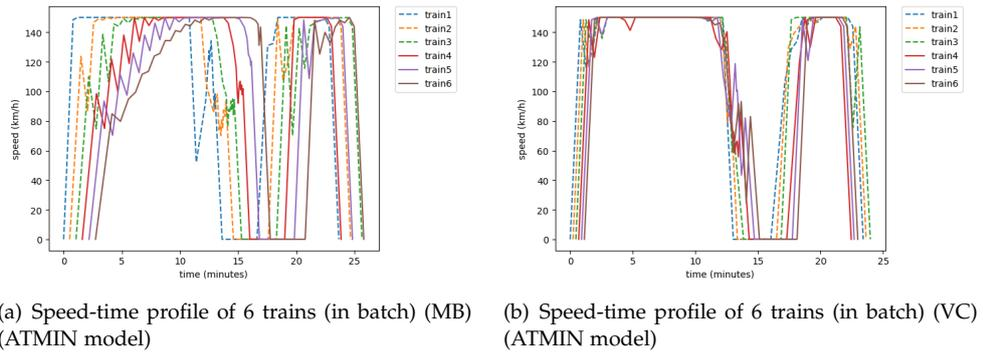 train1
train2
train3
train4
train5
train6
140
120
100
80
60
40
20
0
speed (km/h)
0
5
10
15
20
25
time (minutes)
(a) Speed-time profile of 6 trains (in batch) (MB)
(ATMIN model)
train1
train2
train3
train4
train5
train6
140
120
100
80
60
40
20
0
speed (km/h)
0
5
10
15
20
25
time (minutes)
(b) Speed-time profile of 6 trains (in batch) (VC)
(ATMIN model)